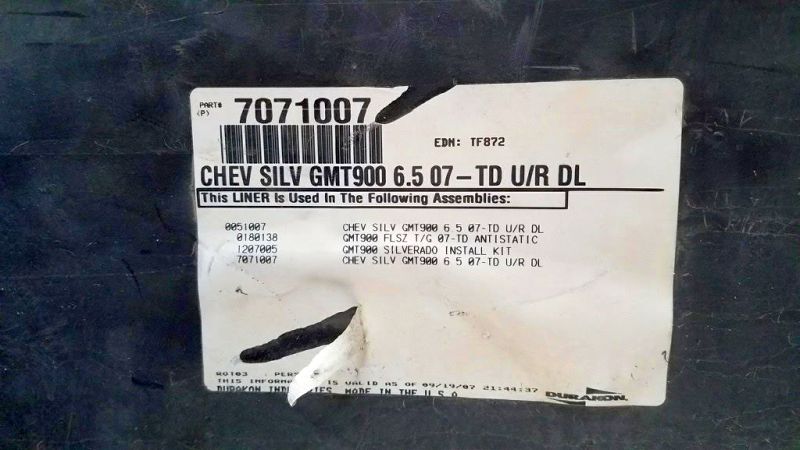 PART# 7071007
(P)
EDN: TF872
CHEV SILV GMT900 6.5 07-TD U/R DL
This LINER Is Used In The Following Assemblies:
0051007 CHEV SILV GMT900 6 5 07-TD U/R DL
0180138 GMT900 FLSZ T/G 07-TD ANTISTATIC
1207005 GMT900 SILVERADO INSTALL KIT
7071007 CHEV SILV GMT900 6 5 07-TD U/R DL
ROT03
THIS IS VALID AS OF 09/19/07 21:44:37
DURAKON INDUSTRIES, MADE IN THE U.S.A
DURAKON